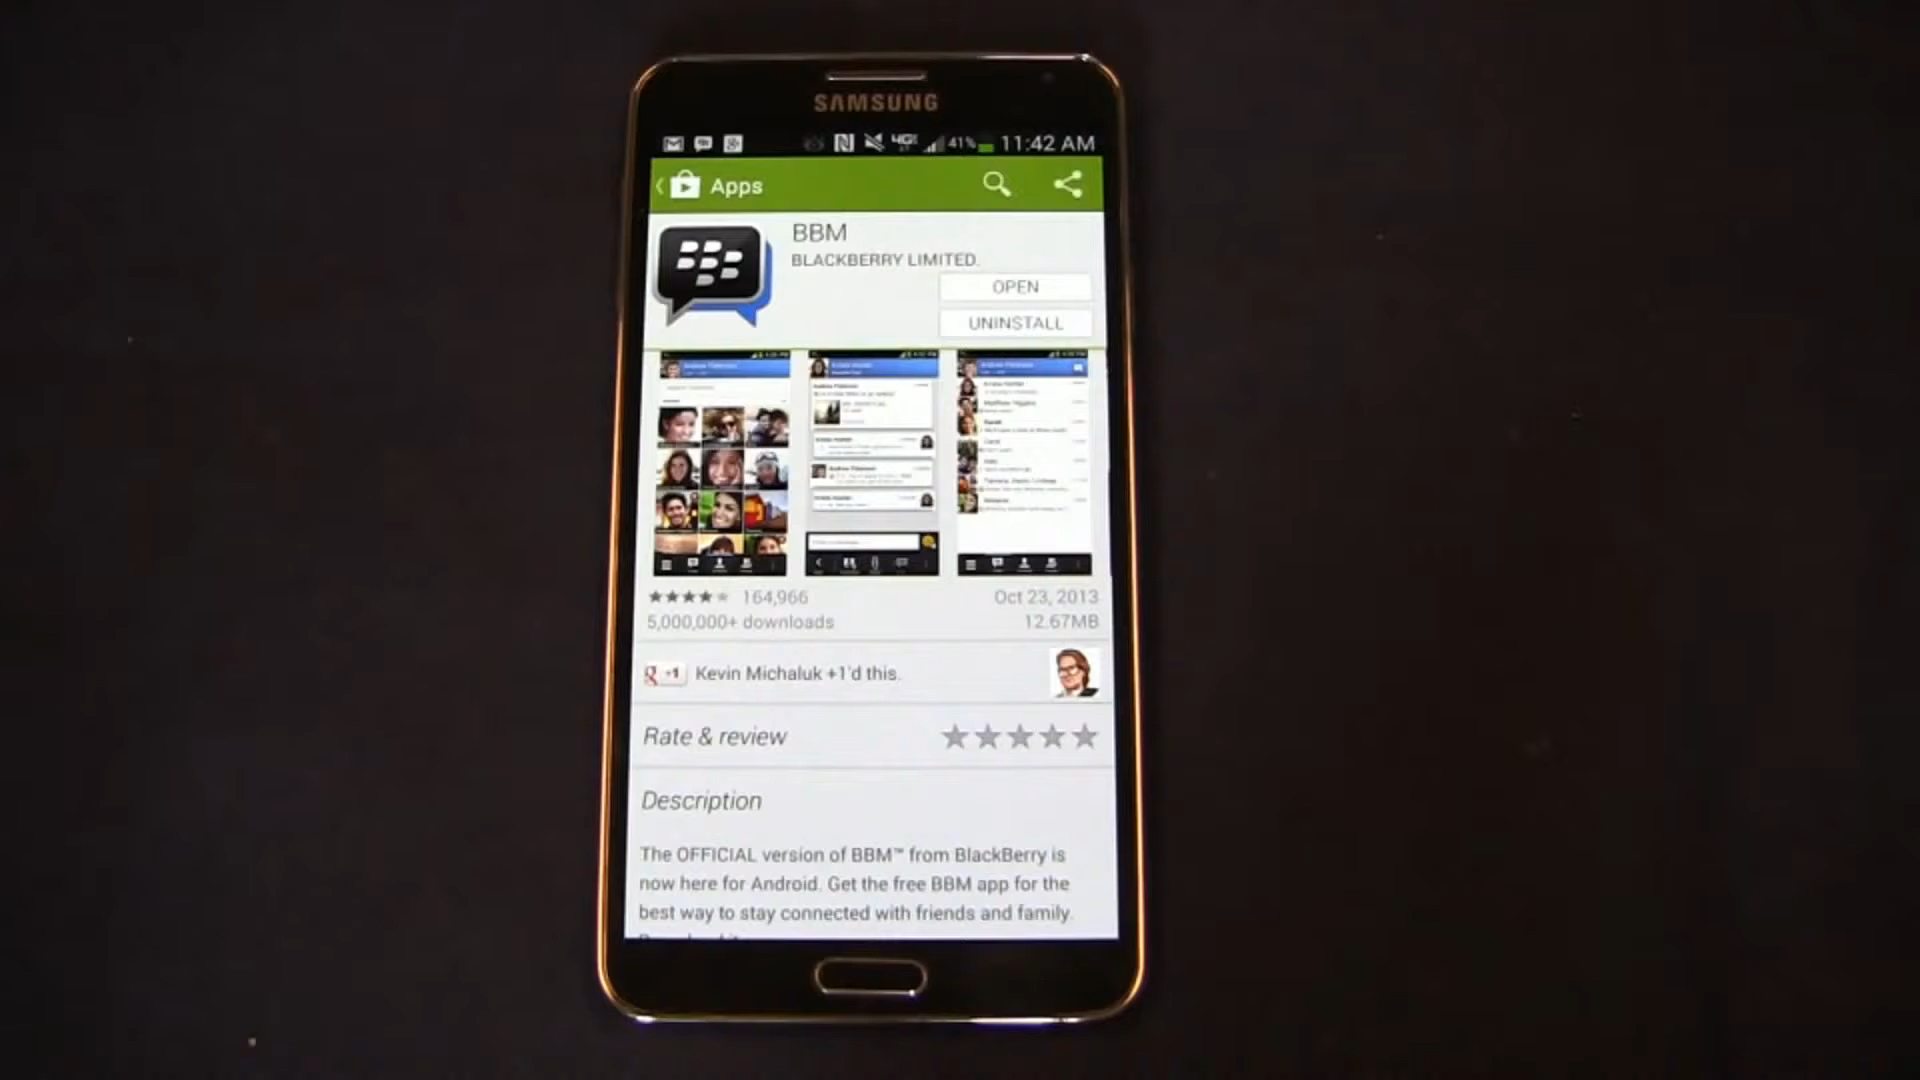 SAMSUNG
41% 11:42 AM
Apps
BBM
BLACKBERRY LIMITED.
OPEN
UNINSTALL
164,966
Oct 23, 2013
5,000,000+ downloads
12.67MB
+1 Kevin Michaluk +1'd this.
Rate & review
Description
The OFFICIAL version of BBM™ from BlackBerry is
now here for Android. Get the free BBM app for the
best way to stay connected with friends and family.